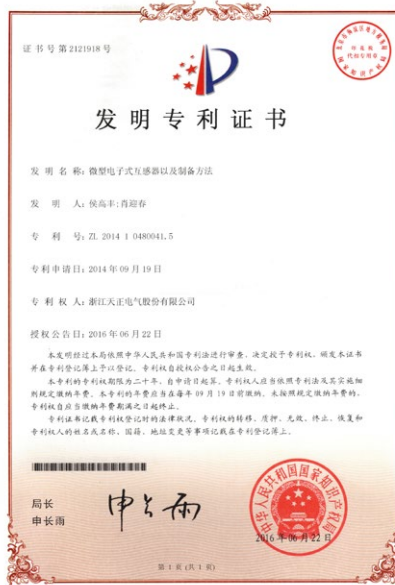 证书号第2121918号
发明专利证书
发 明 名 称：微型电子式互感器以及制备方法
发 明 人：侯高丰;肖迎春
专 利 号：ZL 2014 1 0480041.5
专利申请日：2014年09月19日
专 利 权 人：浙江天正电气股份有限公司
授权公告日：2016年06月22日
本发明经过本局依照中华人民共和国专利法进行审查，决定授予专利权，颁发本证书
并在专利登记簿上予以登记，专利权自授权公告之日起生效。
本专利的专利权期限为二十年，自申请日起算。专利权人应当依照专利法及其实施细
则规定缴纳年费。本专利的年费应当在每年09月19日前缴纳。未按照规定缴纳年费的，
专利权自应当缴纳年费期满之日起终止。
专利证书记载专利权登记时的法律状况。专利权的转移、质押、无效、终止、恢复和
专利权人的姓名或名称、国籍、地址变更等事项记载在专利登记簿上。
局长
申长雨
申长雨
中华人民共和国国家知识产权局
2016年06月22日
第 1 页 (共 1 页)